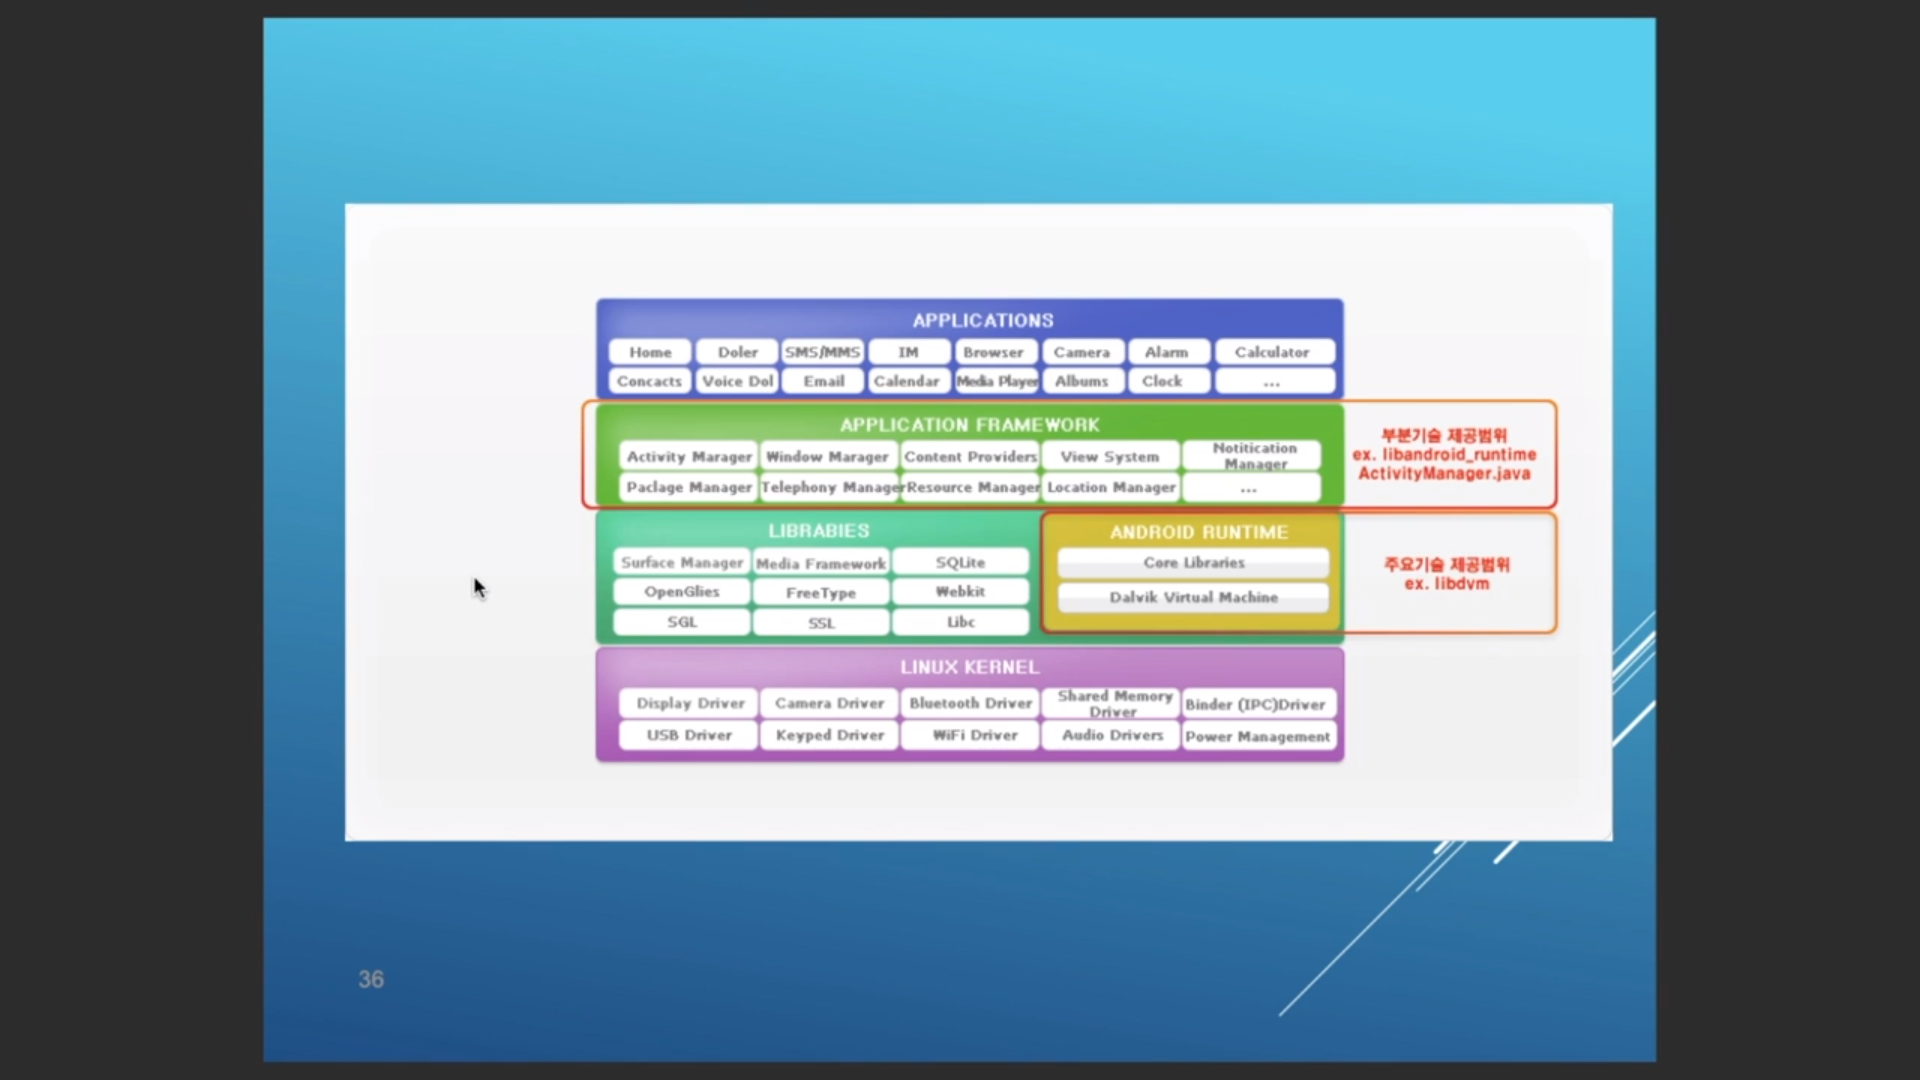 APPLICATIONS
Home Doler SMS/MMS IM Browser Camera Alarm Calculator
Concacts Voice Dol Email Calendar Media Player Albums Clock ...
APPLICATION FRAMEWORK
Activity Marager Window Marager Content Providers View System Notitication Manager
Paclage Manager Telephony Manager Resource Manager Location Manager ...
부분기술 제공범위
ex. libandroid_runtime
ActivityManager.java
LIBRABIES
Surface Manager Media Framework SQLite
OpenGlies FreeType Webkit
SGL SSL Libc
ANDROID RUNTIME
Core Libraries
Dalvik Virtual Machine
주요기술 제공범위
ex. libdvm
LINUX KERNEL
Display Driver Camera Driver Bluetooth Driver Shared Memory Driver Binder (IPC)Driver
USB Driver Keyped Driver WiFi Driver Audio Drivers Power Management
36